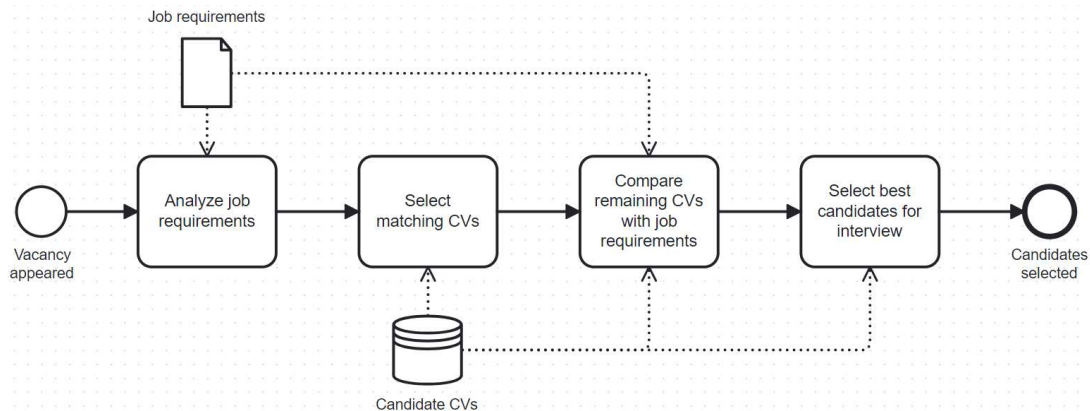 Job requirements
Analyze job
requirements
Select
matching CVs
Compare
remaining CVs
with job
requirements
Select best
candidates for
interview
Vacancy
appeared
Candidates
selected
Candidate CVs